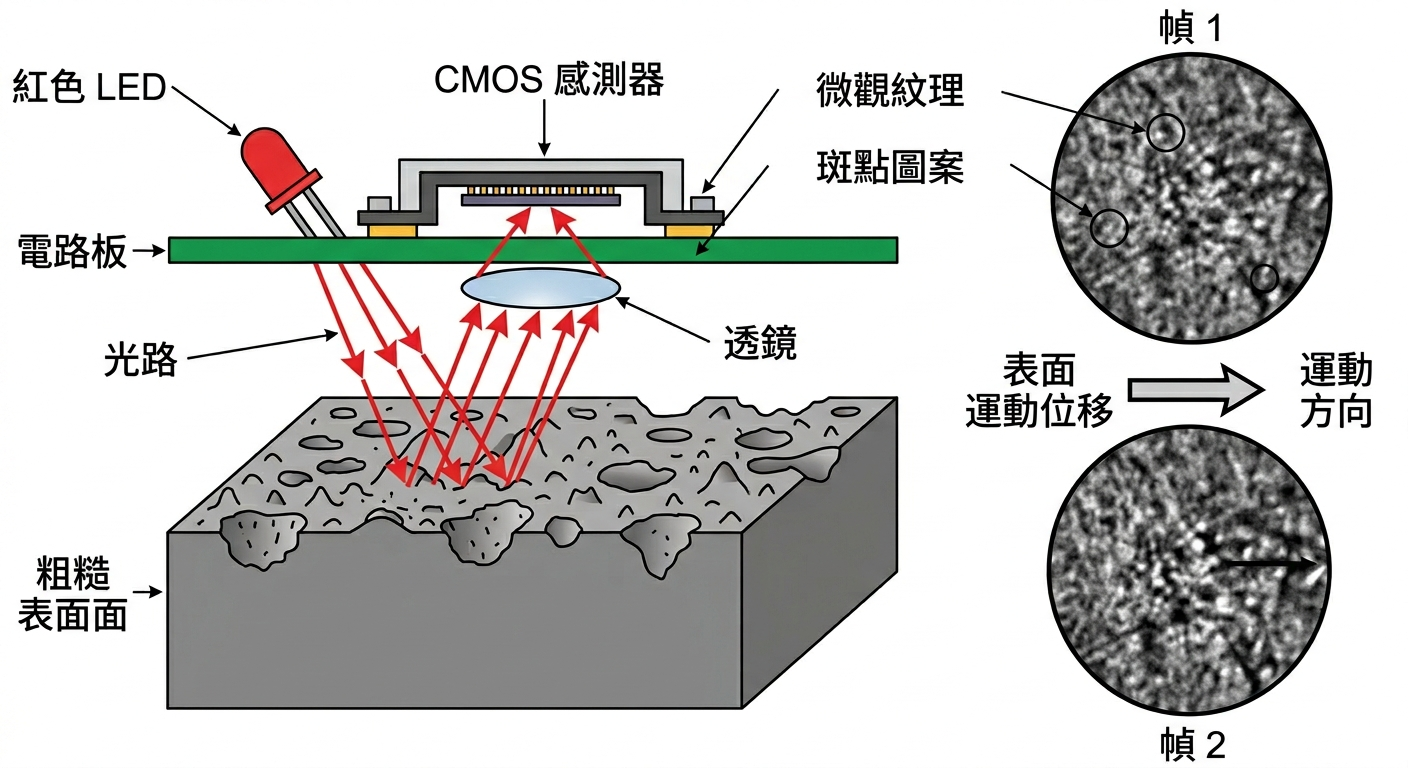 幀 1
紅色 LED
CMOS 感測器
微觀紋理
斑點圖案
電路板
光路
透鏡
表面
運動位移
運動
方向
粗糙
表面面
幀 2